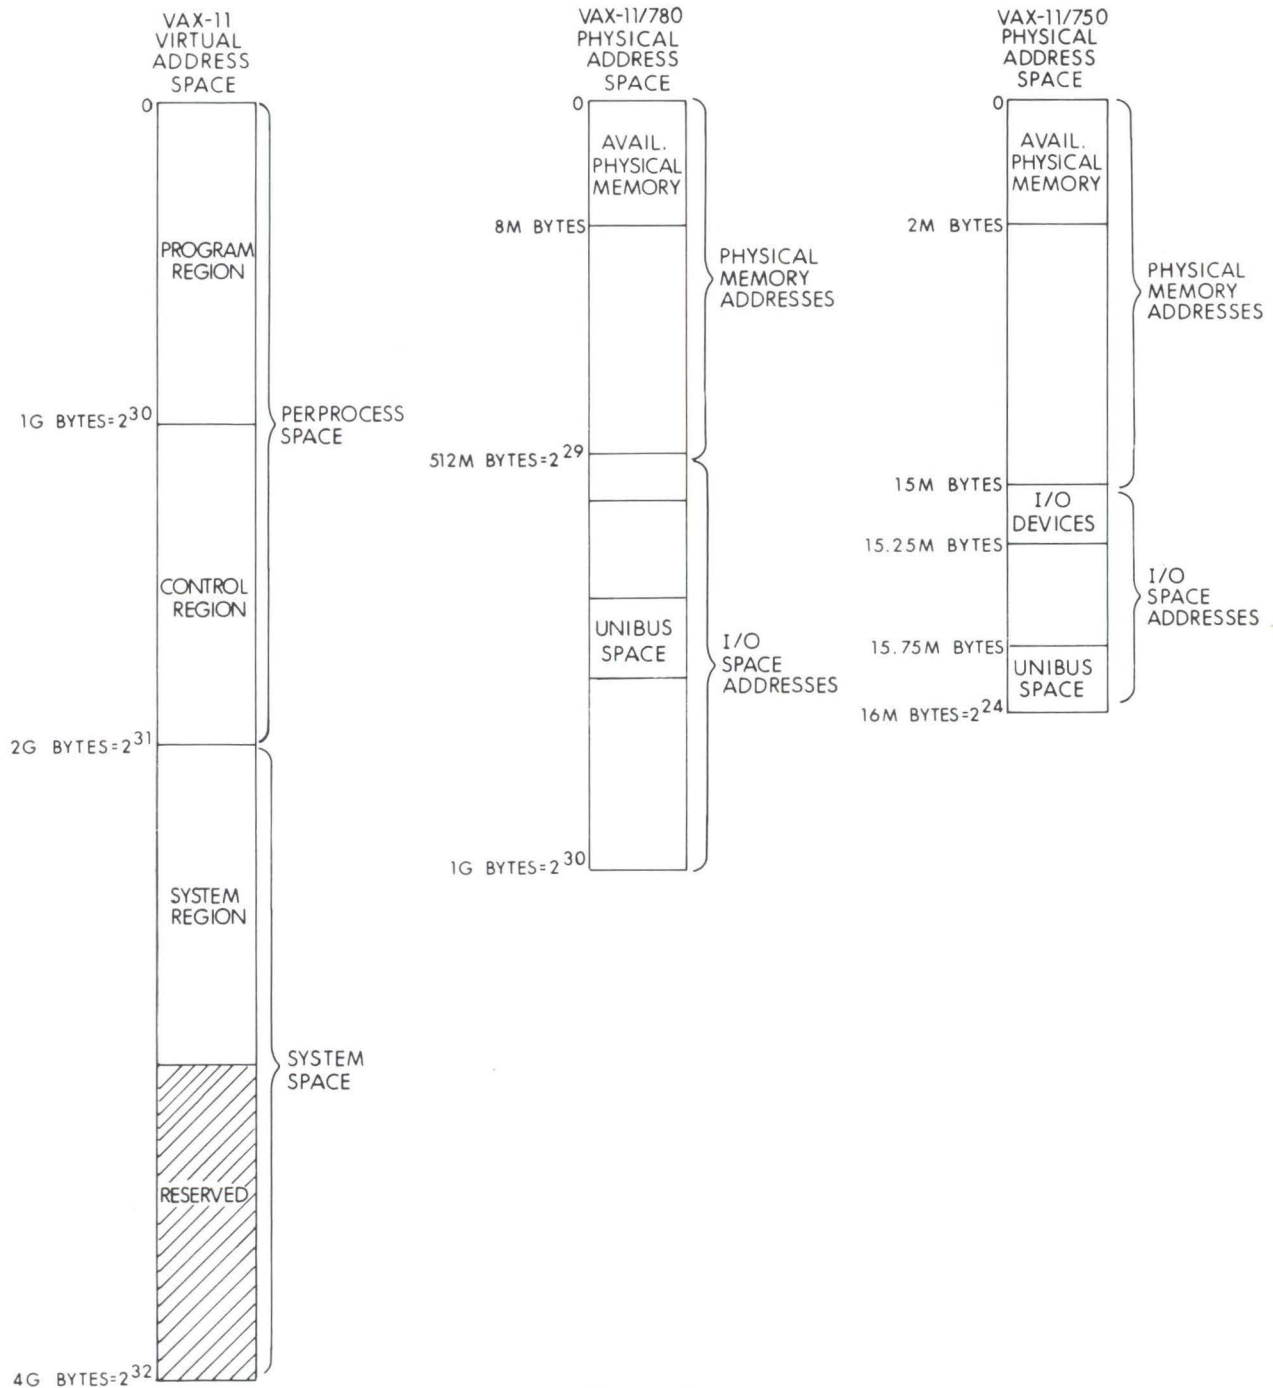 VAX-11
VIRTUAL
ADDRESS
SPACE
0
PROGRAM
REGION
1G BYTES=2^30
PERPROCESS
SPACE
CONTROL
REGION
2G BYTES=2^31
SYSTEM
REGION
SYSTEM
SPACE
RESERVED
4G BYTES=2^32
VAX-11/780
PHYSICAL
ADDRESS
SPACE
0
AVAIL.
PHYSICAL
MEMORY
8M BYTES
PHYSICAL
MEMORY
ADDRESSES
512M BYTES=2^29
UNIBUS
SPACE
I/O
SPACE
ADDRESSES
1G BYTES=2^30
VAX-11/750
PHYSICAL
ADDRESS
SPACE
0
AVAIL.
PHYSICAL
MEMORY
2M BYTES
PHYSICAL
MEMORY
ADDRESSES
15M BYTES
I/O
DEVICES
15.25M BYTES
I/O
SPACE
ADDRESSES
15.75M BYTES
UNIBUS
SPACE
16M BYTES=2^24